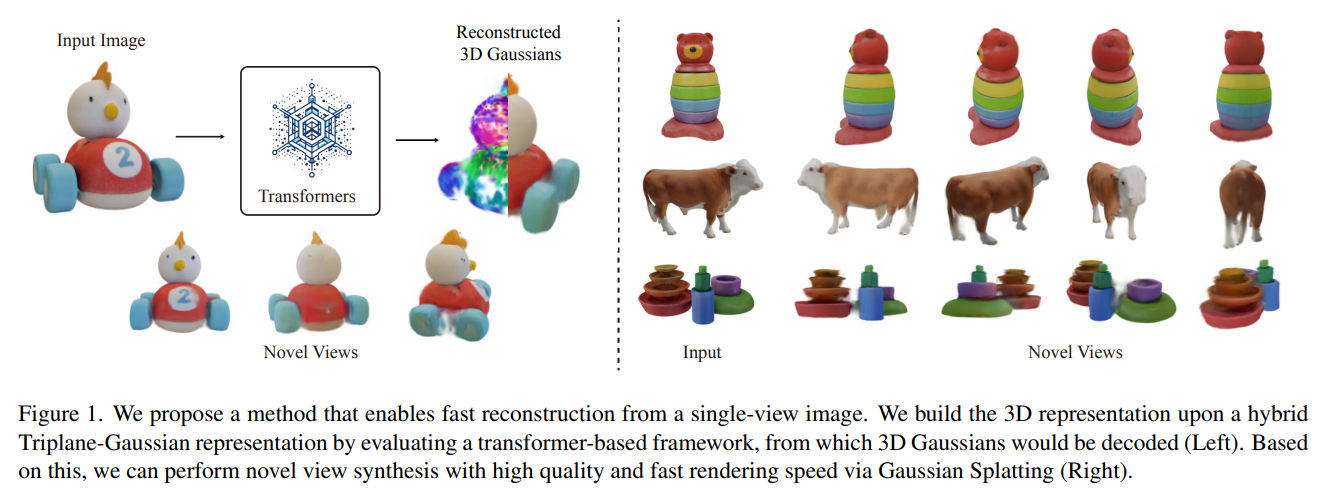 Input Image
Transformers
Reconstructed
3D Gaussians
2
2
Novel Views
Input
Novel Views
Figure 1. We propose a method that enables fast reconstruction from a single-view image. We build the 3D representation upon a hybrid
Triplane-Gaussian representation by evaluating a transformer-based framework, from which 3D Gaussians would be decoded (Left). Based
on this, we can perform novel view synthesis with high quality and fast rendering speed via Gaussian Splatting (Right).